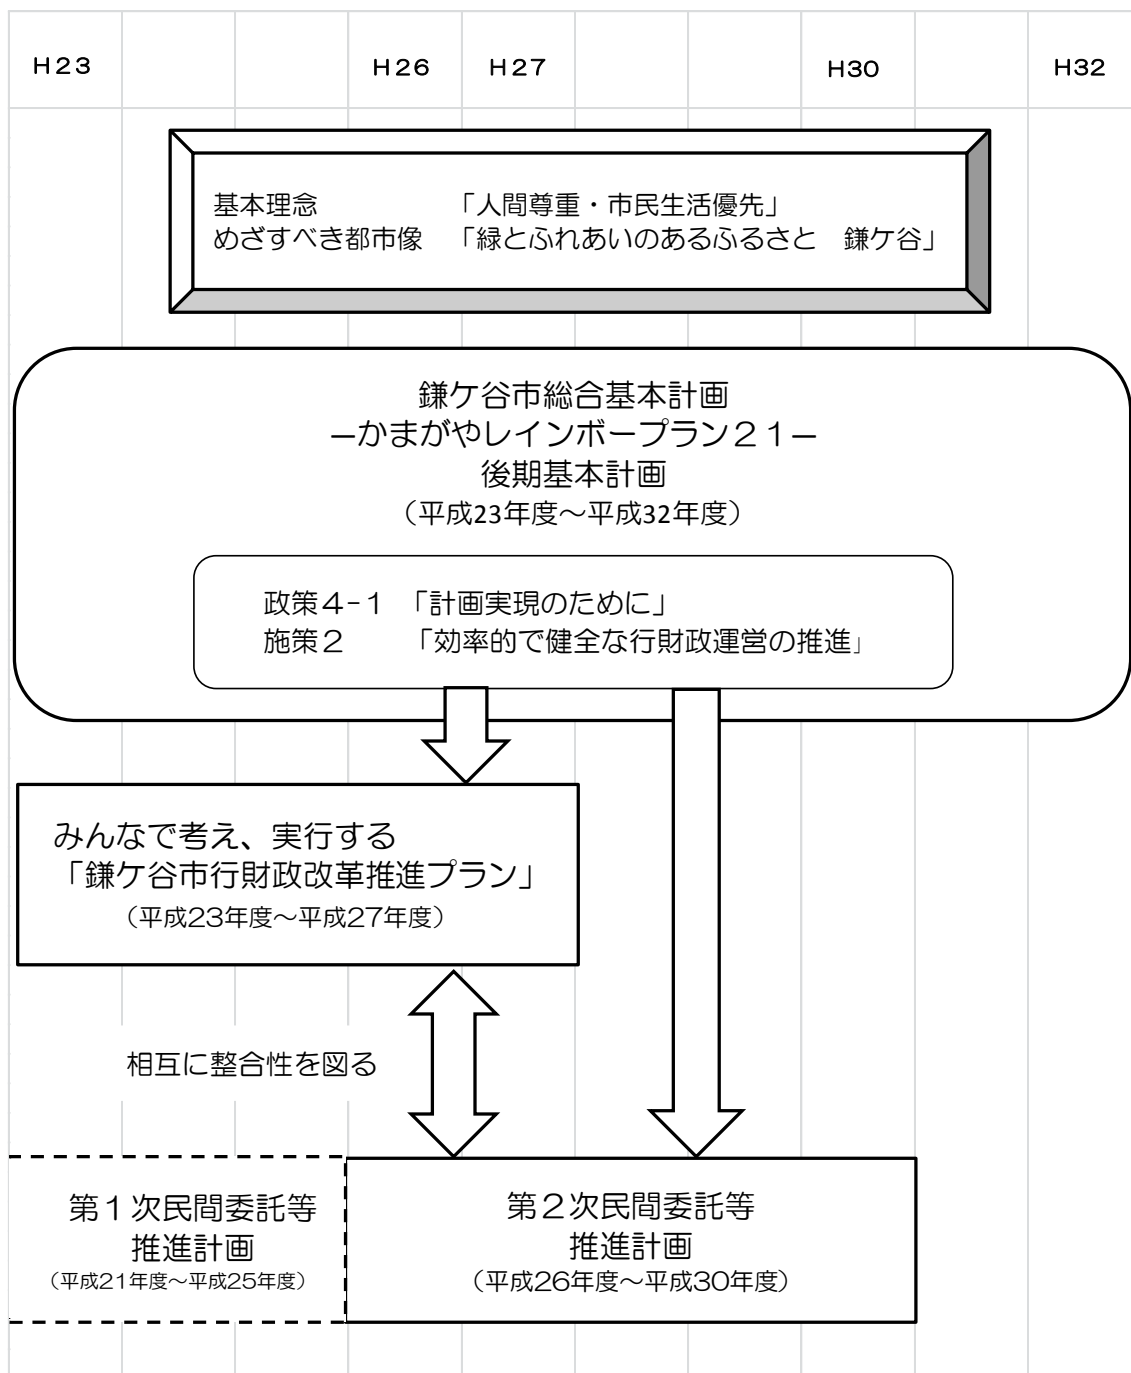 H23 H26 H27 H30 H32
基本理念　　　　　「人間尊重・市民生活優先」
めざすべき都市像　「緑とふれあいのあるふるさと　鎌ケ谷」
鎌ケ谷市総合基本計画
－かまがやレインボープラン２１－
後期基本計画
（平成23年度～平成32年度）
政策４-１　「計画実現のために」
施策２　　　「効率的で健全な行財政運営の推進」
みんなで考え、実行する
「鎌ケ谷市行財政改革推進プラン」
（平成23年度～平成27年度）
相互に整合性を図る
第１次民間委託等
推進計画
（平成21年度～平成25年度）
第２次民間委託等
推進計画
（平成26年度～平成30年度）